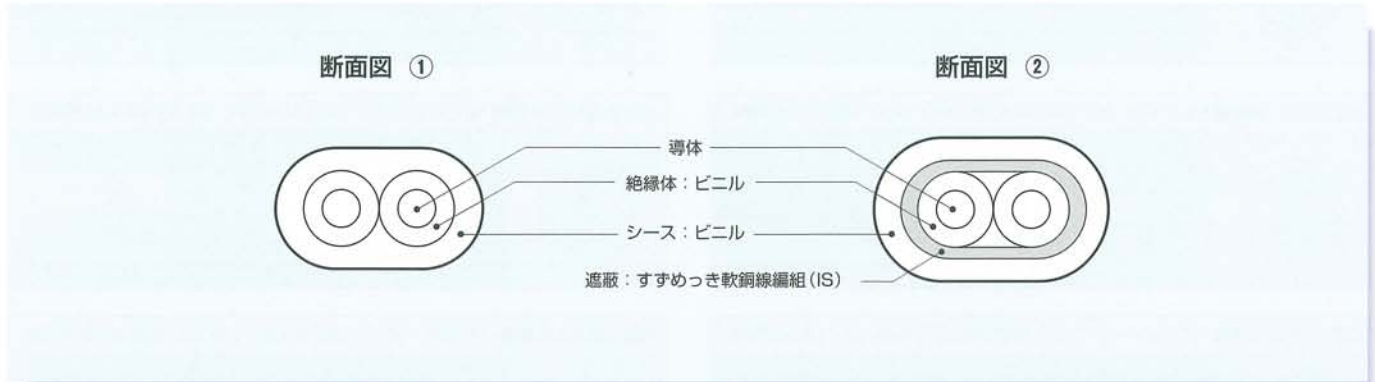 断面図 ①
断面図 ②
導体
絶縁体：ビニル
シース：ビニル
遮蔽：すずめっき軟銅線編組(IS)